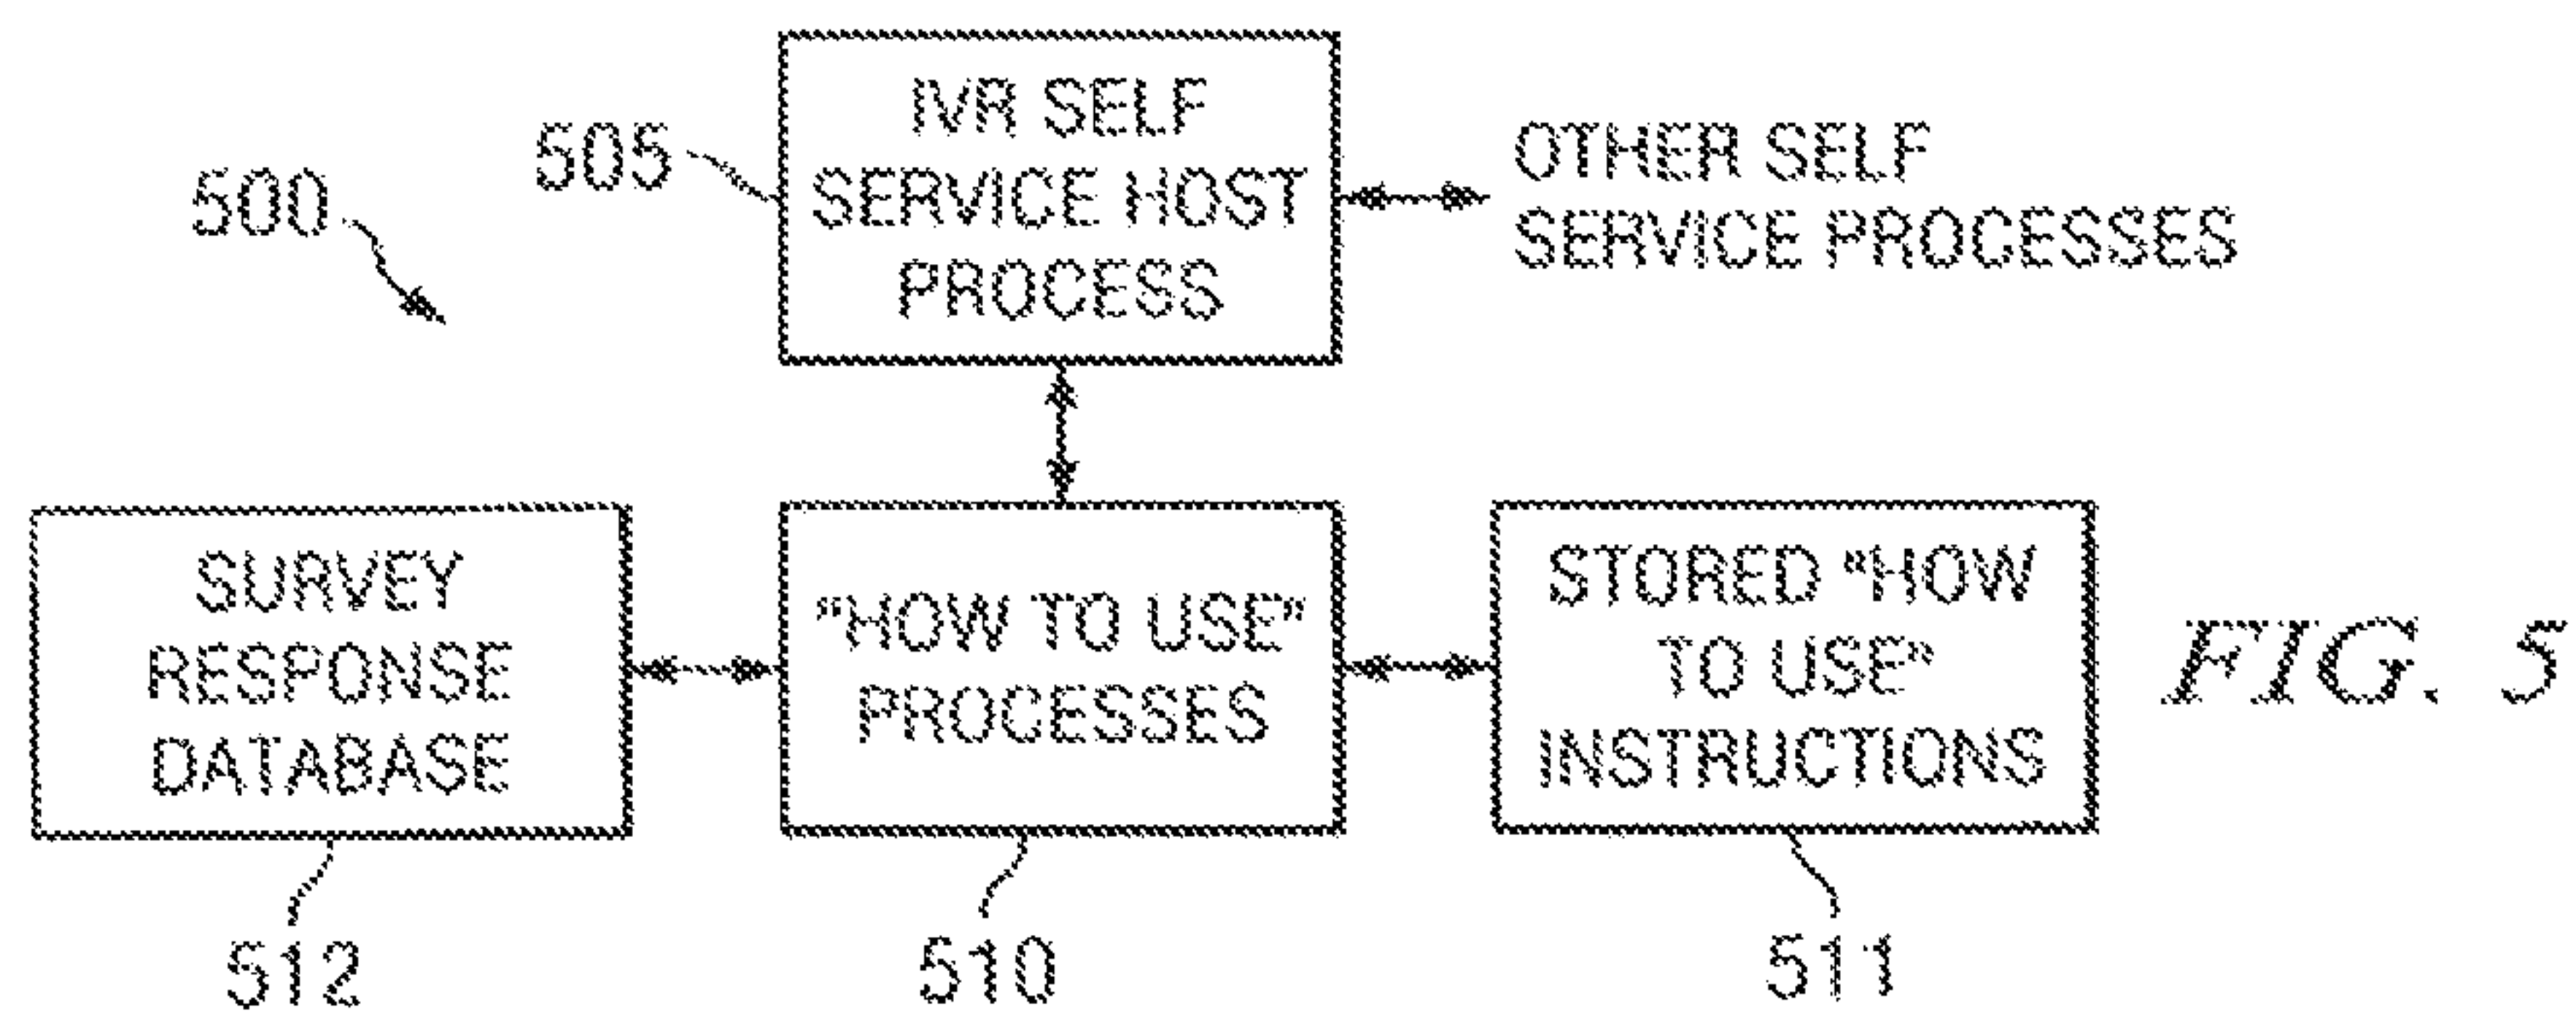 500
505
IVR SELF
SERVICE HOST
PROCESS
OTHER SELF
SERVICE PROCESSES
SURVEY
RESPONSE
DATABASE
"HOW TO USE"
PROCESSES
STORED "HOW
TO USE"
INSTRUCTIONS
FIG. 5
512
510
511